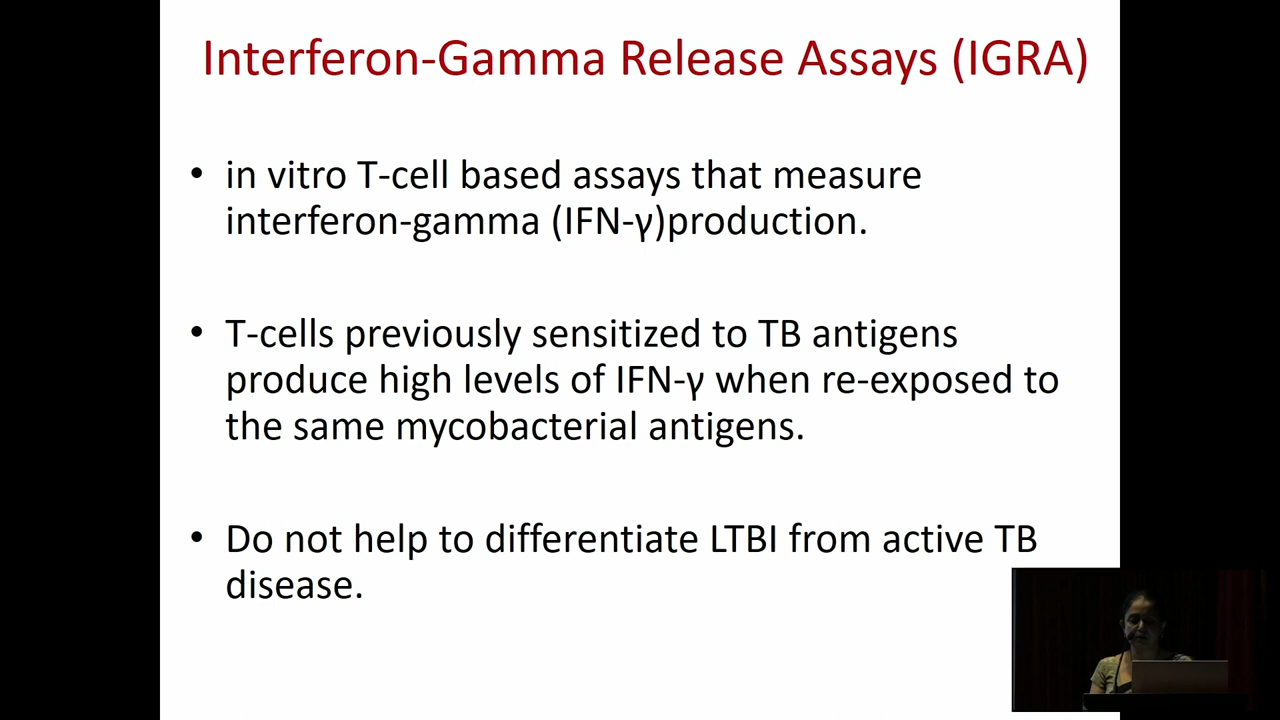 Interferon-Gamma Release Assays (IGRA)
• in vitro T-cell based assays that measure
interferon-gamma (IFN-γ)production.
• T-cells previously sensitized to TB antigens
produce high levels of IFN-γ when re-exposed to
the same mycobacterial antigens.
• Do not help to differentiate LTBI from active TB
disease.